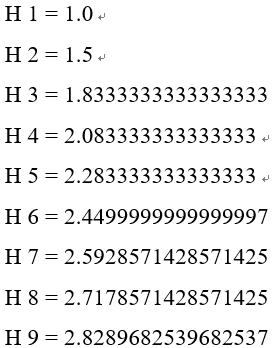 H 1 = 1.0
H 2 = 1.5
H 3 = 1.8333333333333333
H 4 = 2.083333333333333
H 5 = 2.283333333333333
H 6 = 2.4499999999999997
H 7 = 2.5928571428571425
H 8 = 2.7178571428571425
H 9 = 2.8289682539682537